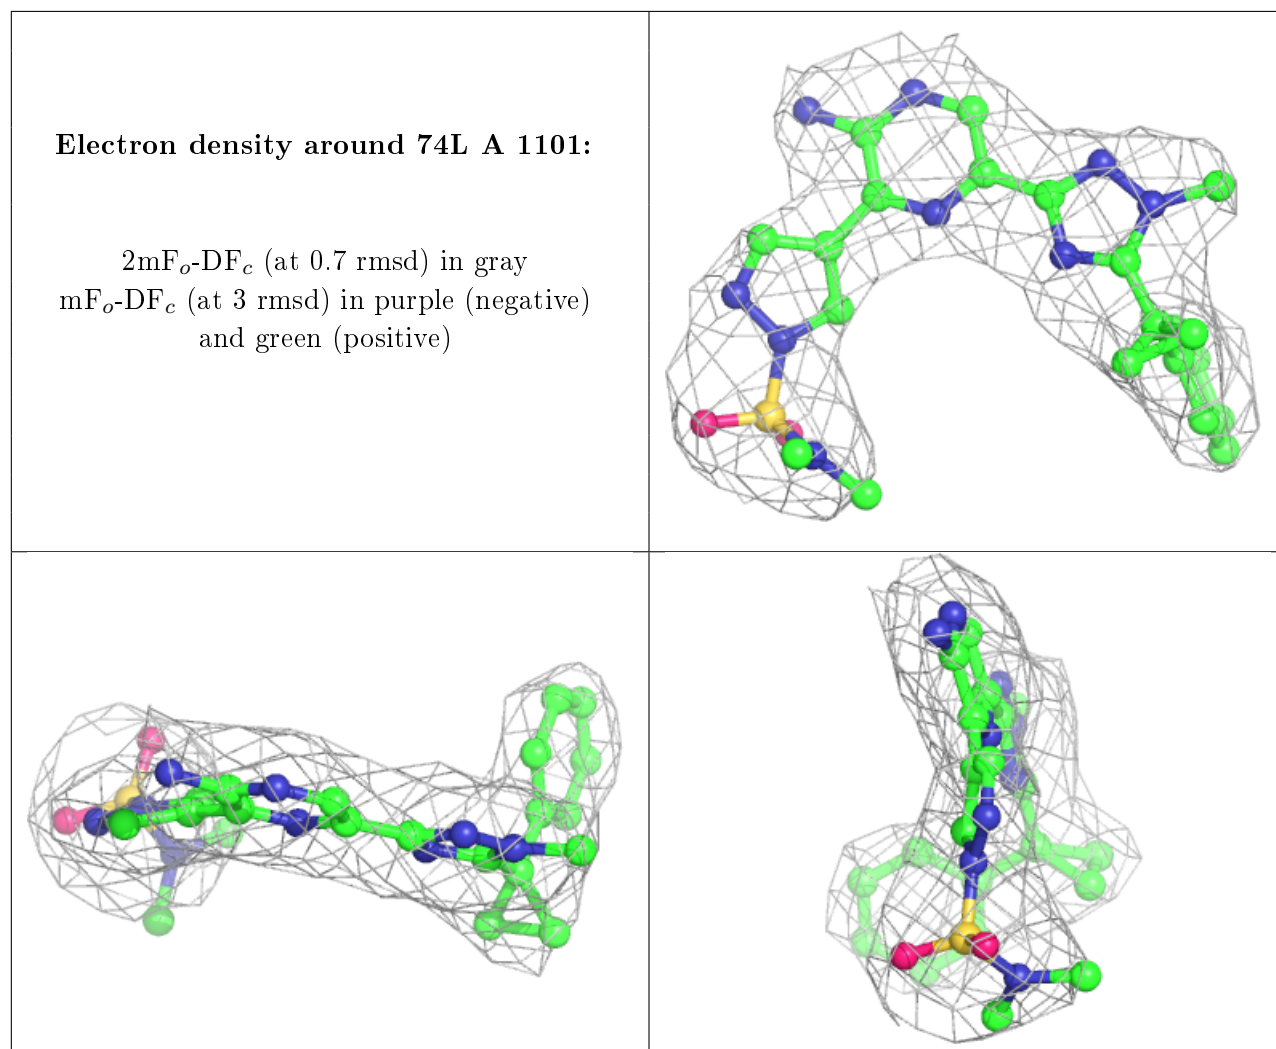 Electron density around 74L A 1101:
2mFo-DFc (at 0.7 rmsd) in gray
mFo-DFc (at 3 rmsd) in purple (negative)
and green (positive)